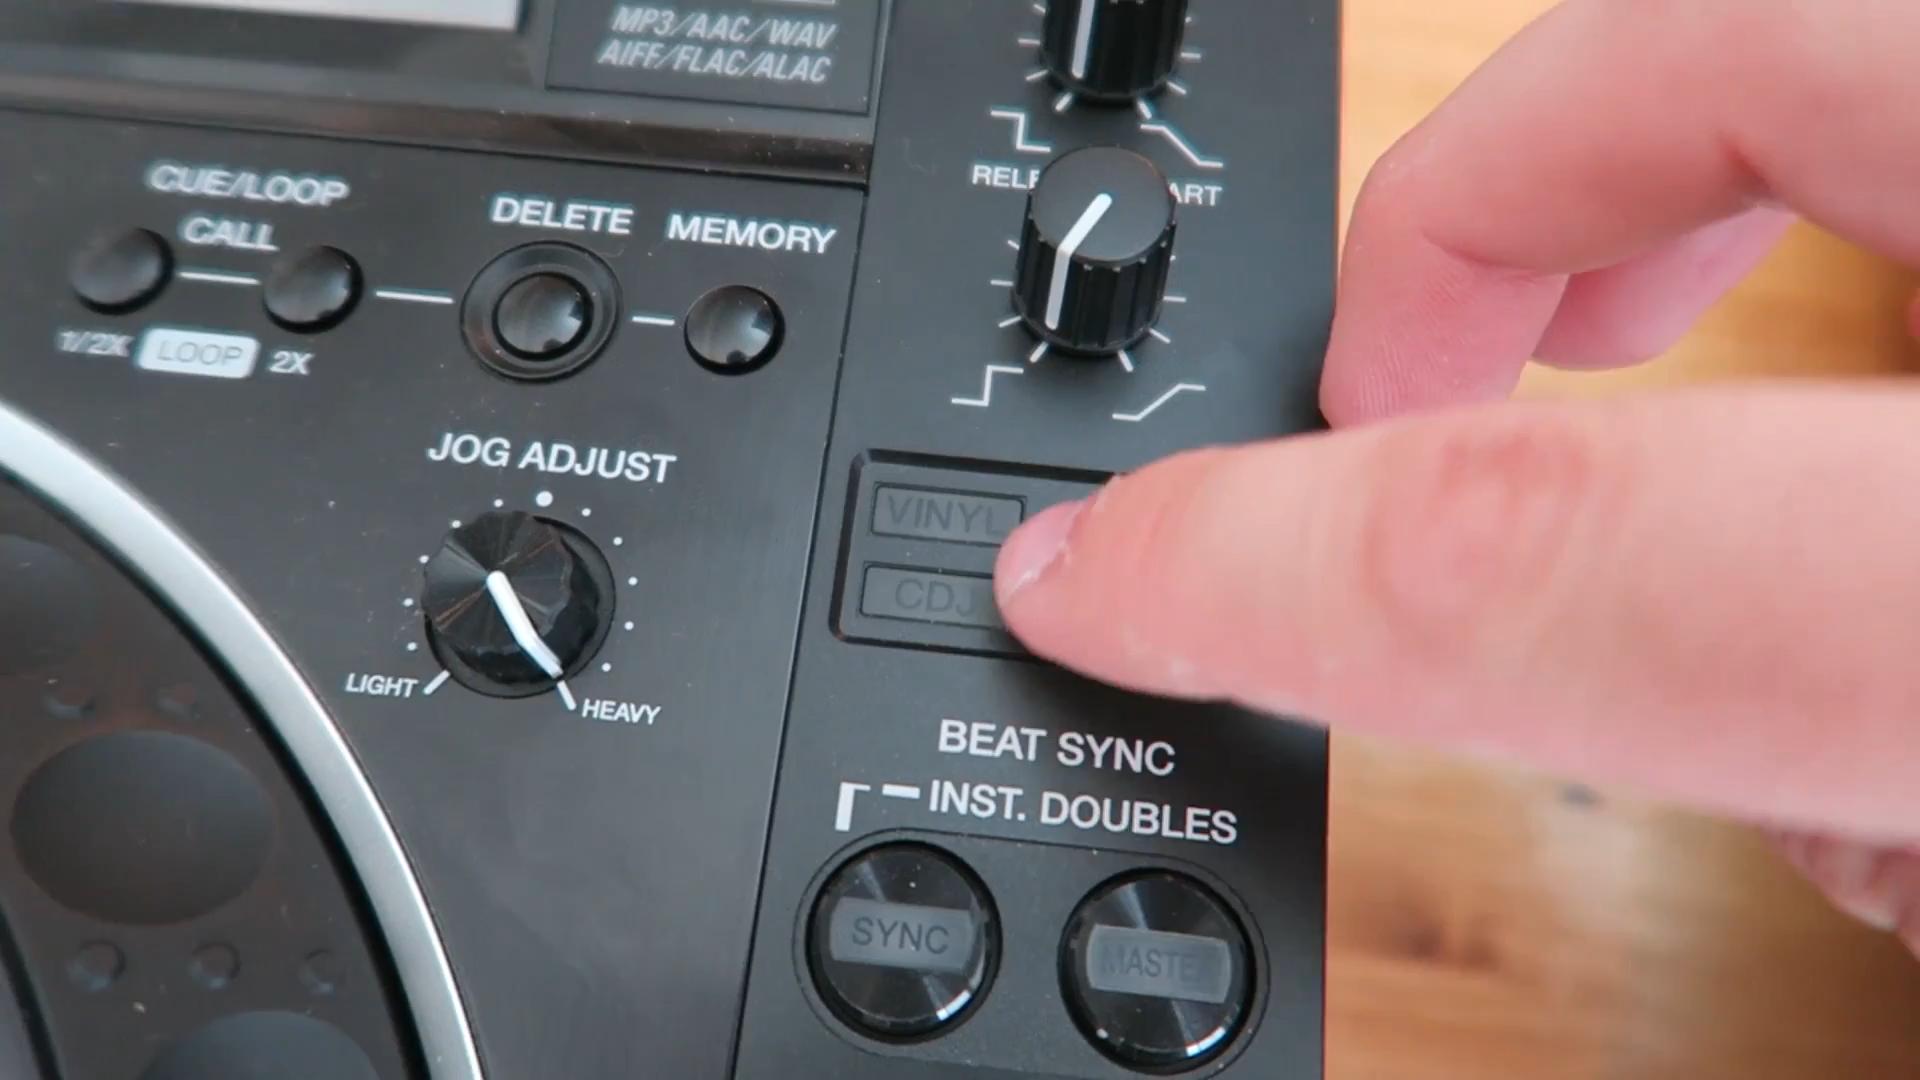 MP3/AAC/WAV
AIFF/FLAC/ALAC
CUE/LOOP
CALL
DELETE
MEMORY
1/2X LOOP 2X
JOG ADJUST
LIGHT
HEAVY
VINYL
CDJ
BEAT SYNC
INST. DOUBLES
SYNC
MASTER